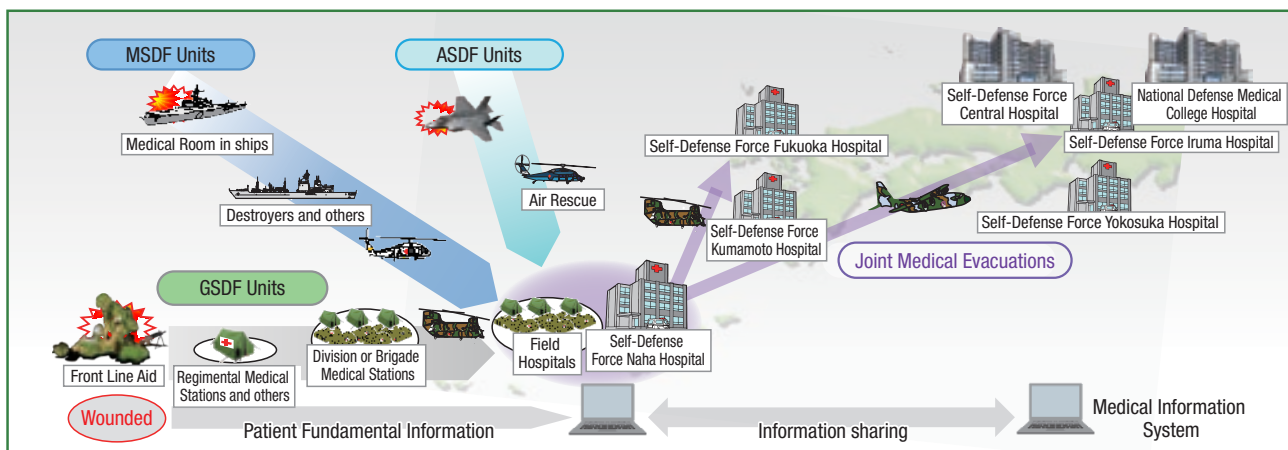 MSDF Units
ASDF Units
Medical Room in ships
Destroyers and others
Air Rescue
Self-Defense Force Fukuoka Hospital
Self-Defense Force
Kumamoto Hospital
Self-Defense Force
Central Hospital
National Defense Medical
College Hospital
Self-Defense Force Iruma Hospital
Self-Defense Force Yokosuka Hospital
Joint Medical Evacuations
GSDF Units
Front Line Aid
Regimental Medical
Stations and others
Division or Brigade
Medical Stations
Field
Hospitals
Self-Defense
Force Naha Hospital
Wounded
Patient Fundamental Information
Information sharing
Medical Information
System